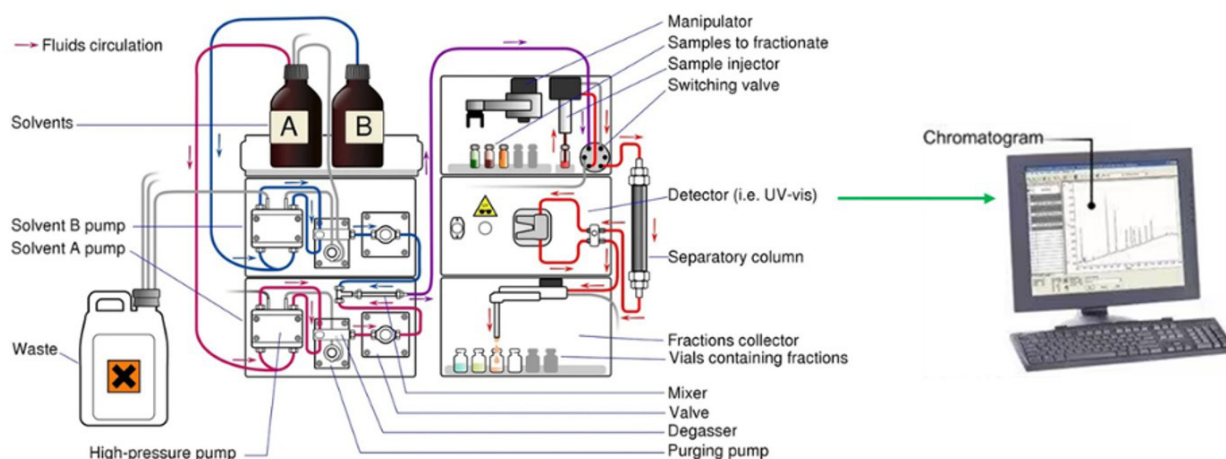 Fluids circulation
Solvents
A
B
Solvent B pump
Solvent A pump
Waste
High-pressure pump
Manipulator
Samples to fractionate
Sample injector
Switching valve
Detector (i.e. UV-vis)
Separatory column
Fractions collector
Vials containing fractions
Mixer
Valve
Degasser
Purging pump
Chromatogram